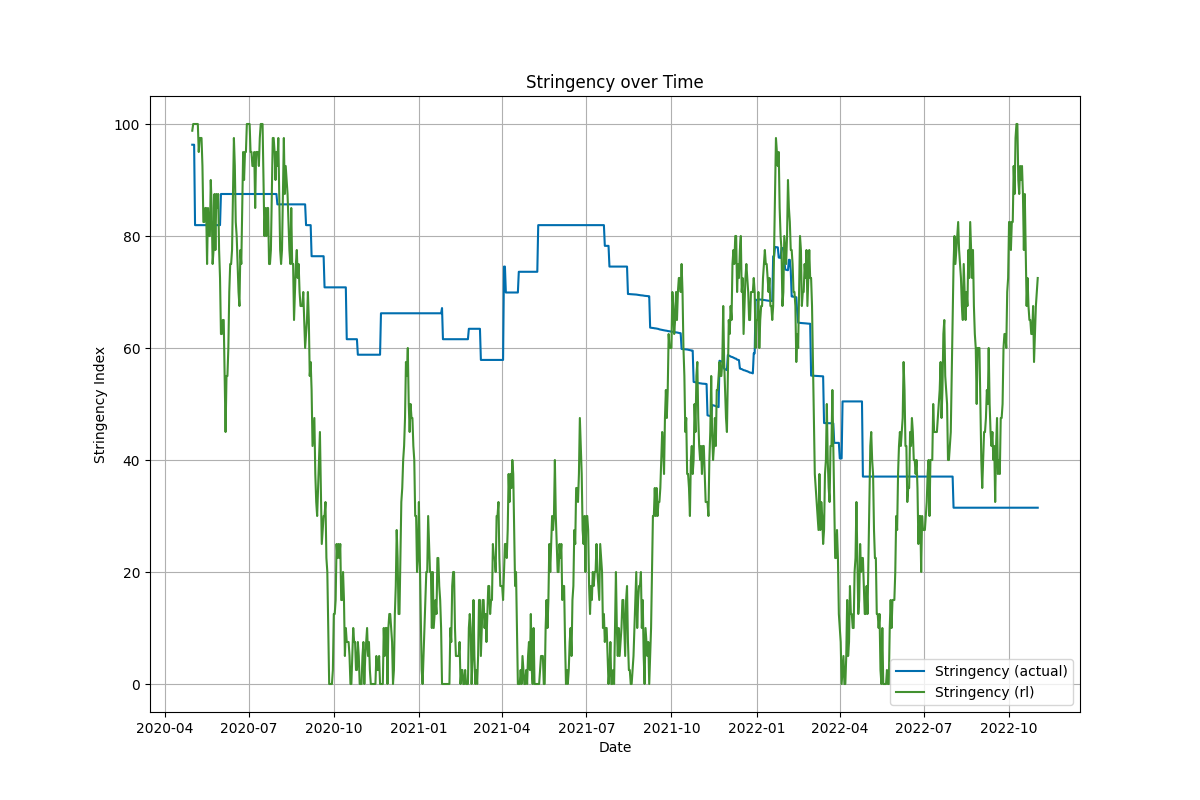 Stringency over Time
Stringency Index
100
80
60
40
20
0
2020-04 2020-07 2020-10 2021-01 2021-04 2021-07 2021-10 2022-01 2022-04 2022-07 2022-10
Date
Stringency (actual)
Stringency (rl)